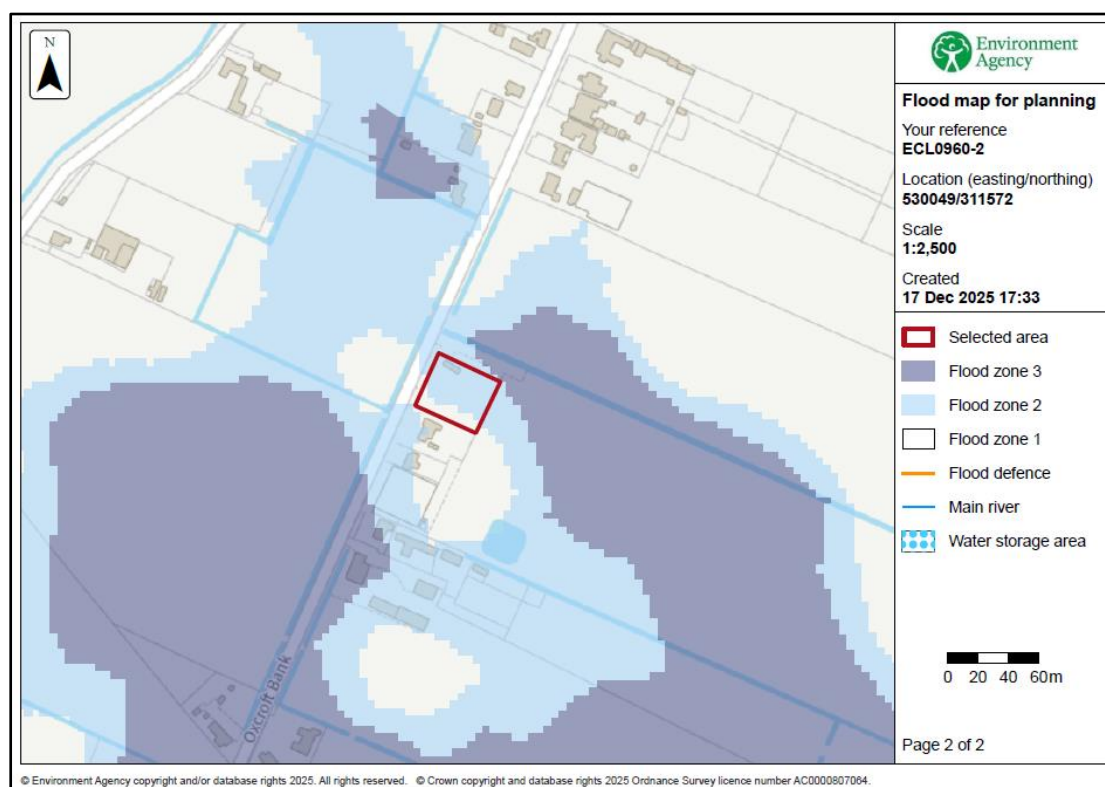 N
Oxcroft Bank
Environment
Agency
Flood map for planning
Your reference
ECL0960-2
Location (easting/northing)
530049/311572
Scale
1:2,500
Created
17 Dec 2025 17:33
Selected area
Flood zone 3
Flood zone 2
Flood zone 1
Flood defence
Main river
Water storage area
0 20 40 60m
Page 2 of 2
© Environment Agency copyright and/or database rights 2025. All rights reserved. © Crown copyright and database rights 2025 Ordnance Survey licence number AC0000807064.